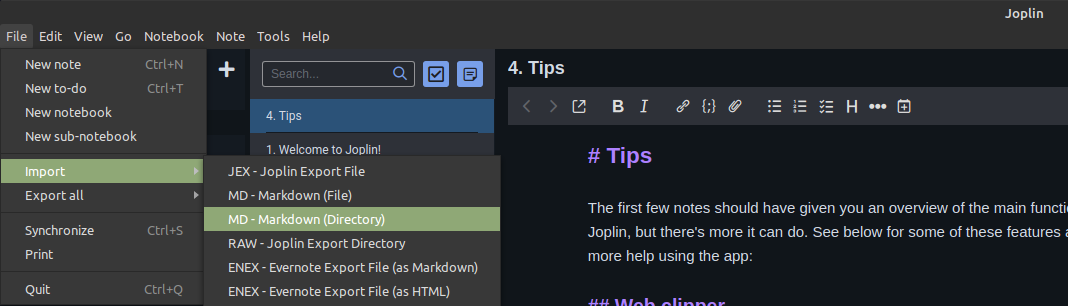 Joplin
File Edit View Go Notebook Note Tools Help
New note Ctrl+N
New to-do Ctrl+T
New notebook
New sub-notebook
Import
Export all
Synchronize Ctrl+S
Print
Quit Ctrl+Q
JEX - Joplin Export File
MD - Markdown (File)
MD - Markdown (Directory)
RAW - Joplin Export Directory
ENEX - Evernote Export File (as Markdown)
ENEX - Evernote Export File (as HTML)
Search...
4. Tips
1. Welcome to Joplin!
4. Tips
B I {;} H
# Tips
The first few notes should have given you an overview of the main
Joplin, but there's more it can do. See below for some of these features
more help using the app:
## Web clipper